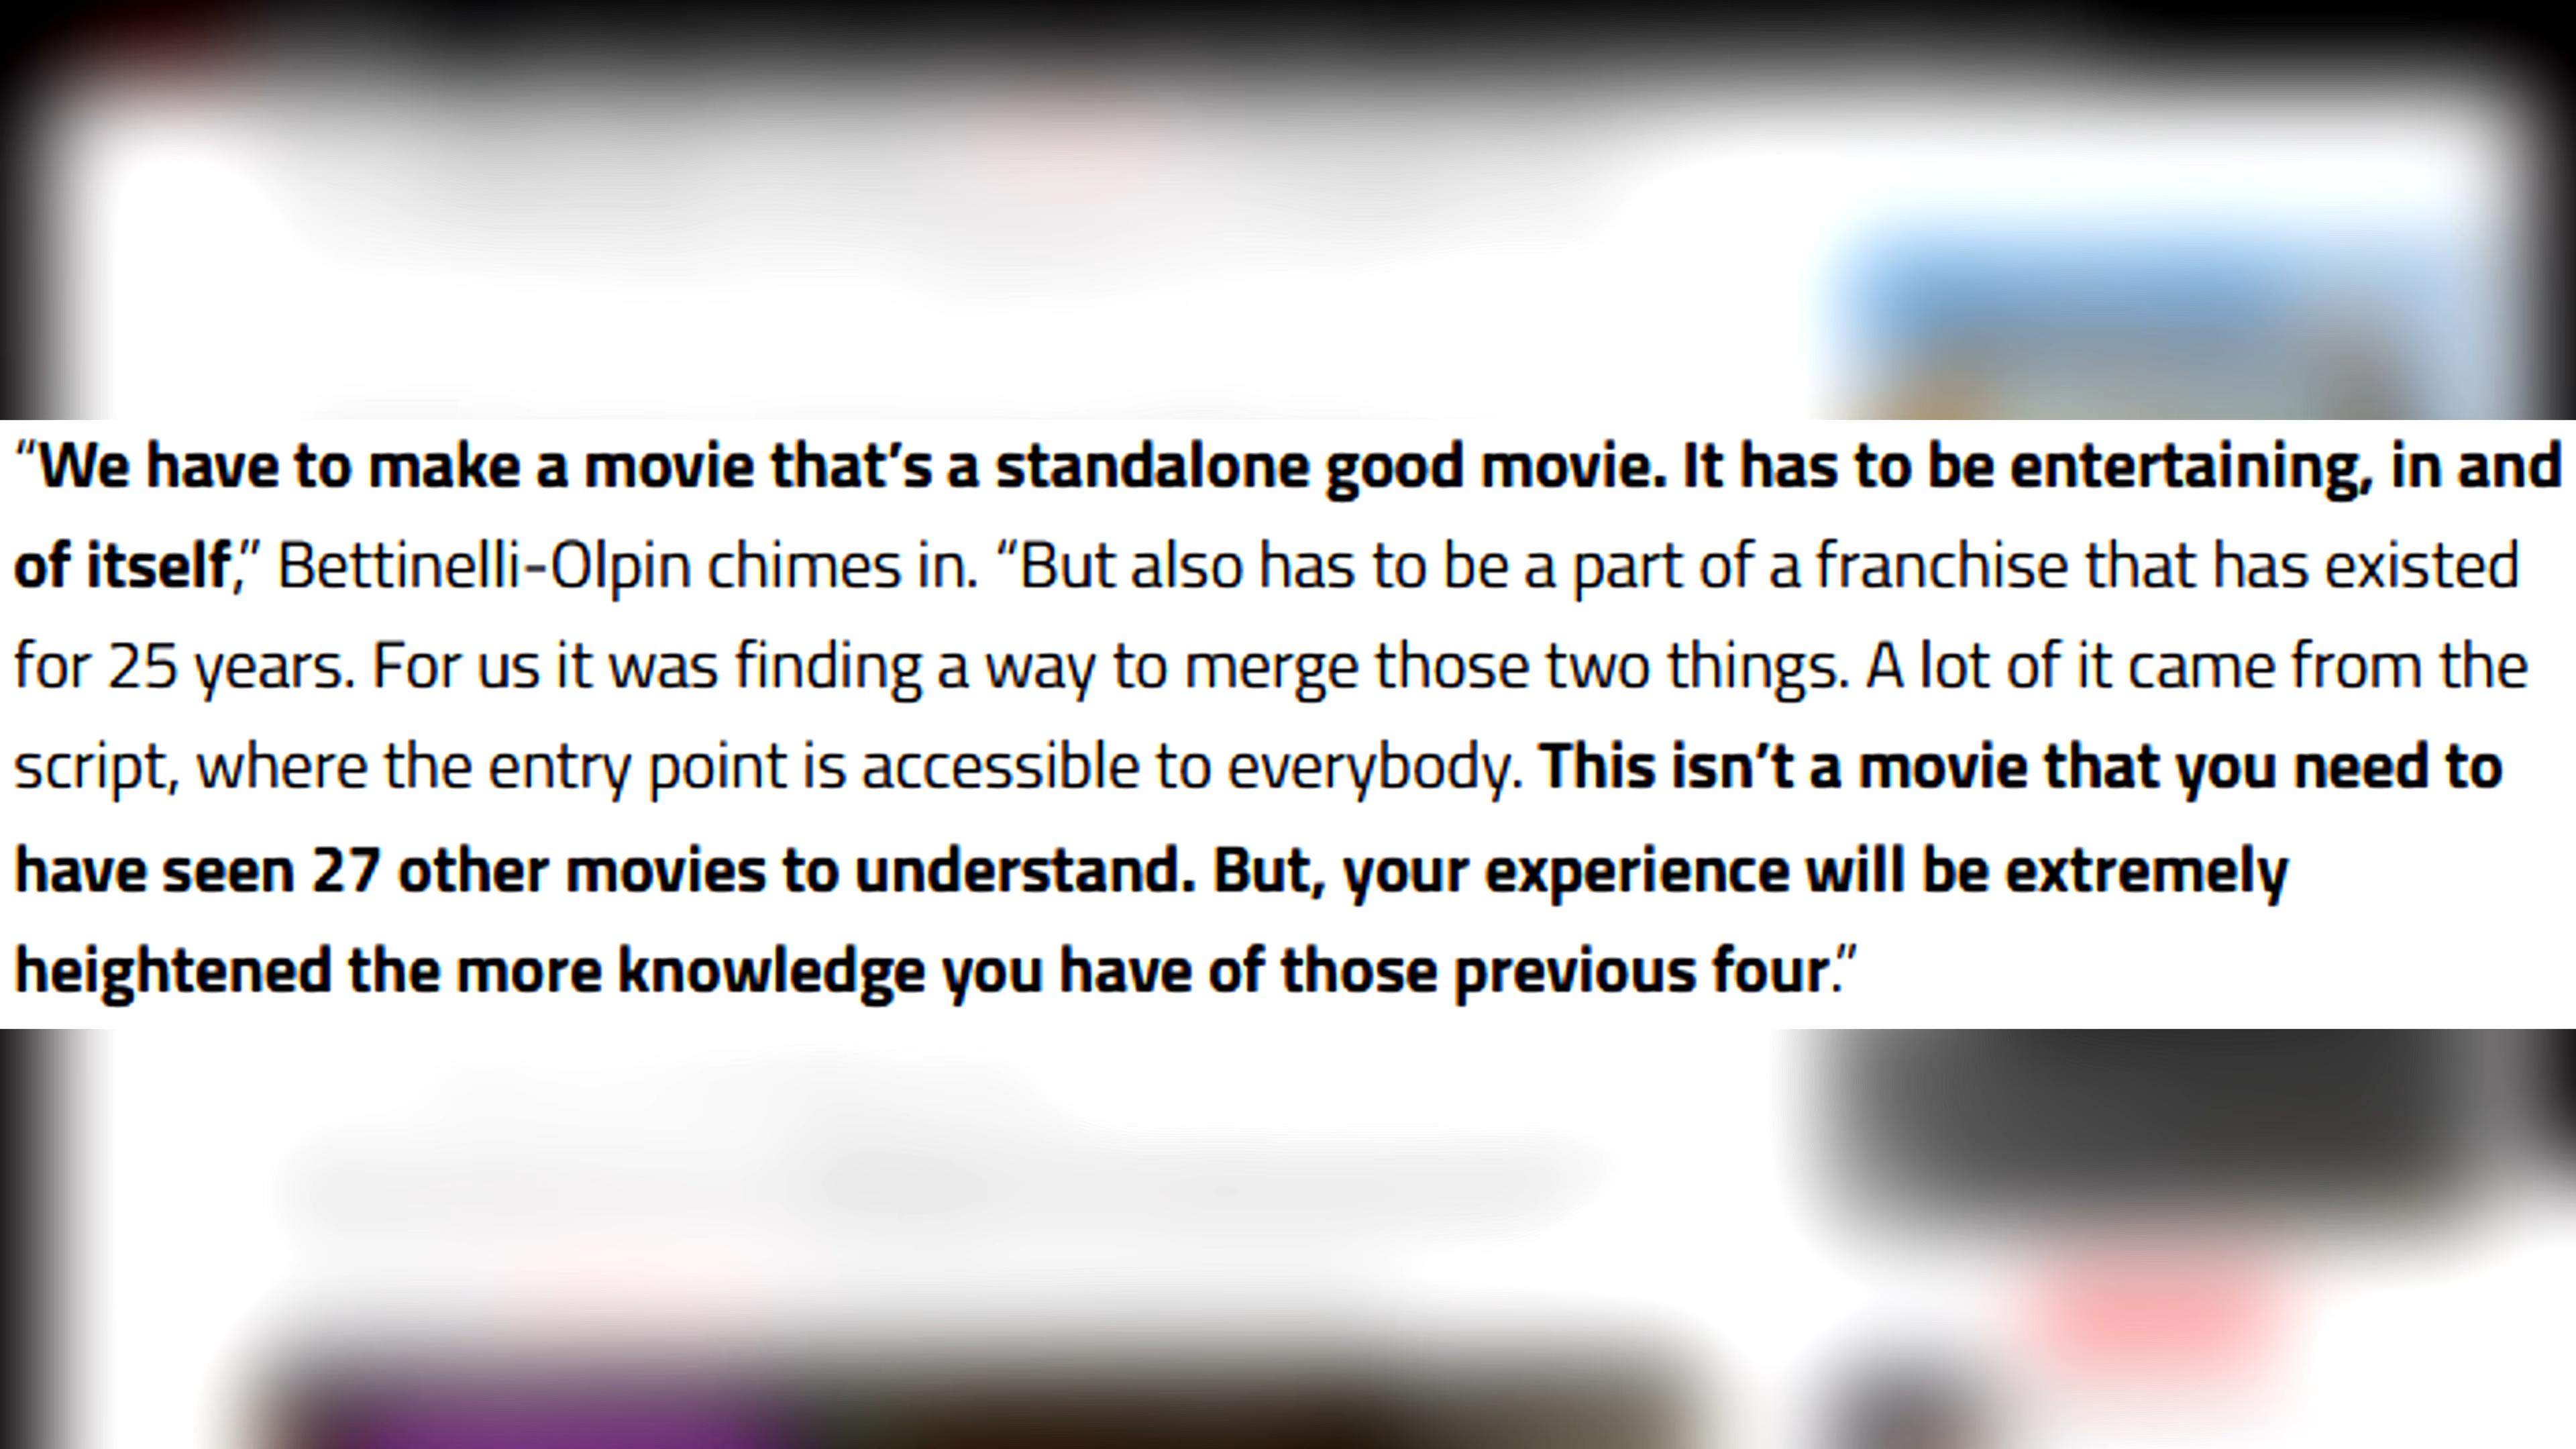 “We have to make a movie that’s a standalone good movie. It has to be entertaining, in and
of itself,” Bettinelli-Olpin chimes in. “But also has to be a part of a franchise that has existed
for 25 years. For us it was finding a way to merge those two things. A lot of it came from the
script, where the entry point is accessible to everybody. This isn’t a movie that you need to
have seen 27 other movies to understand. But, your experience will be extremely
heightened the more knowledge you have of those previous four.”